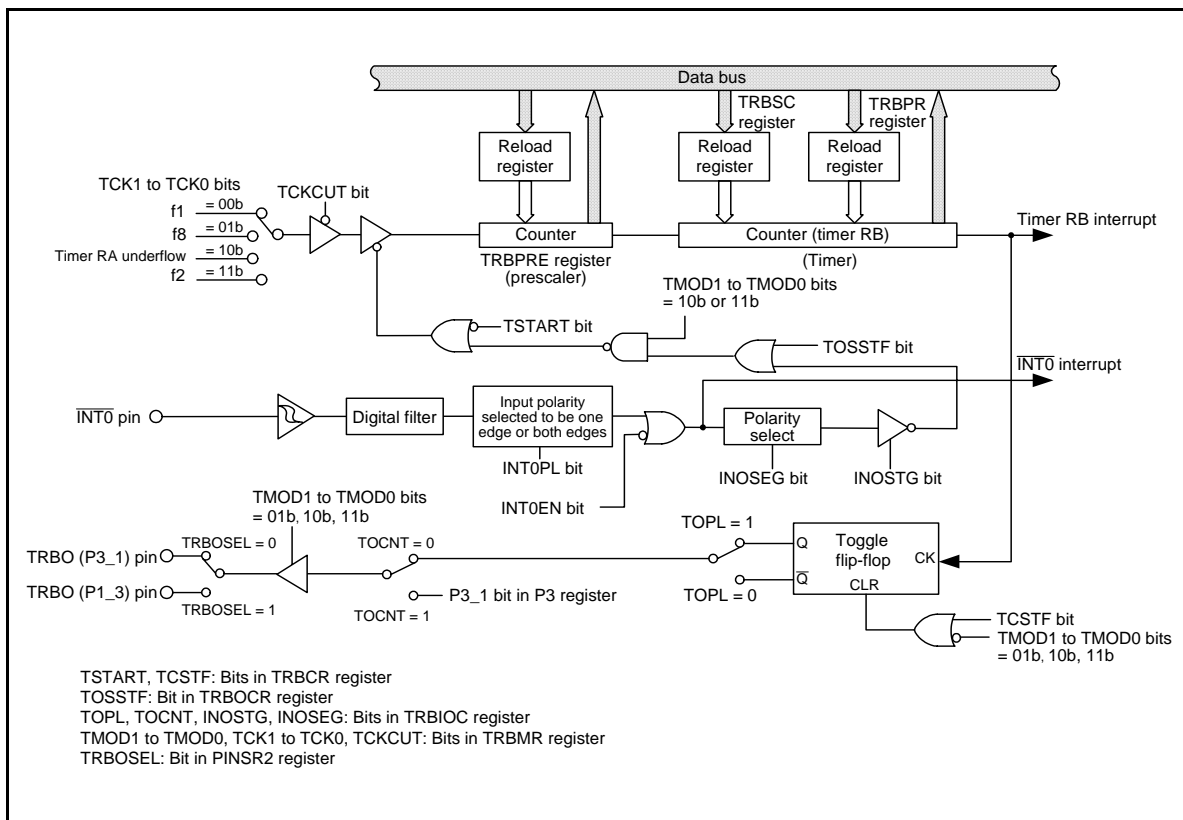 Data bus
TRBSC
register
TRBPR
register
Reload
register
Reload
register
Reload
register
TCK1 to TCK0 bits
TCKCUT bit
f1
= 00b
f8
= 01b
Timer RA underflow
= 10b
f2
= 11b
Counter
TRBPRE register
(prescaler)
Counter (timer RB)
(Timer)
Timer RB interrupt
TMOD1 to TMOD0 bits
= 10b or 11b
TSTART bit
TOSSTF bit
INT0 interrupt
INT0 pin
Digital filter
Input polarity
selected to be one
edge or both edges
Polarity
select
INT0PL bit
INOSEG bit
INOSTG bit
INT0EN bit
TMOD1 to TMOD0 bits
= 01b, 10b, 11b
TRBOSEL = 0
TRBO (P3_1) pin
TRBO (P1_3) pin
TRBOSEL = 1
TOCNT = 0
P3_1 bit in P3 register
TOCNT = 1
TOPL = 1
TOPL = 0
Q
Q
Toggle
flip-flop
CK
CLR
TCSTF bit
TMOD1 to TMOD0 bits
= 01b, 10b, 11b
TSTART, TCSTF: Bits in TRBCR register
TOSSTF: Bit in TRBOCR register
TOPL, TOCNT, INOSTG, INOSEG: Bits in TRBIOC register
TMOD1 to TMOD0, TCK1 to TCK0, TCKCUT: Bits in TRBMR register
TRBOSEL: Bit in PINSR2 register